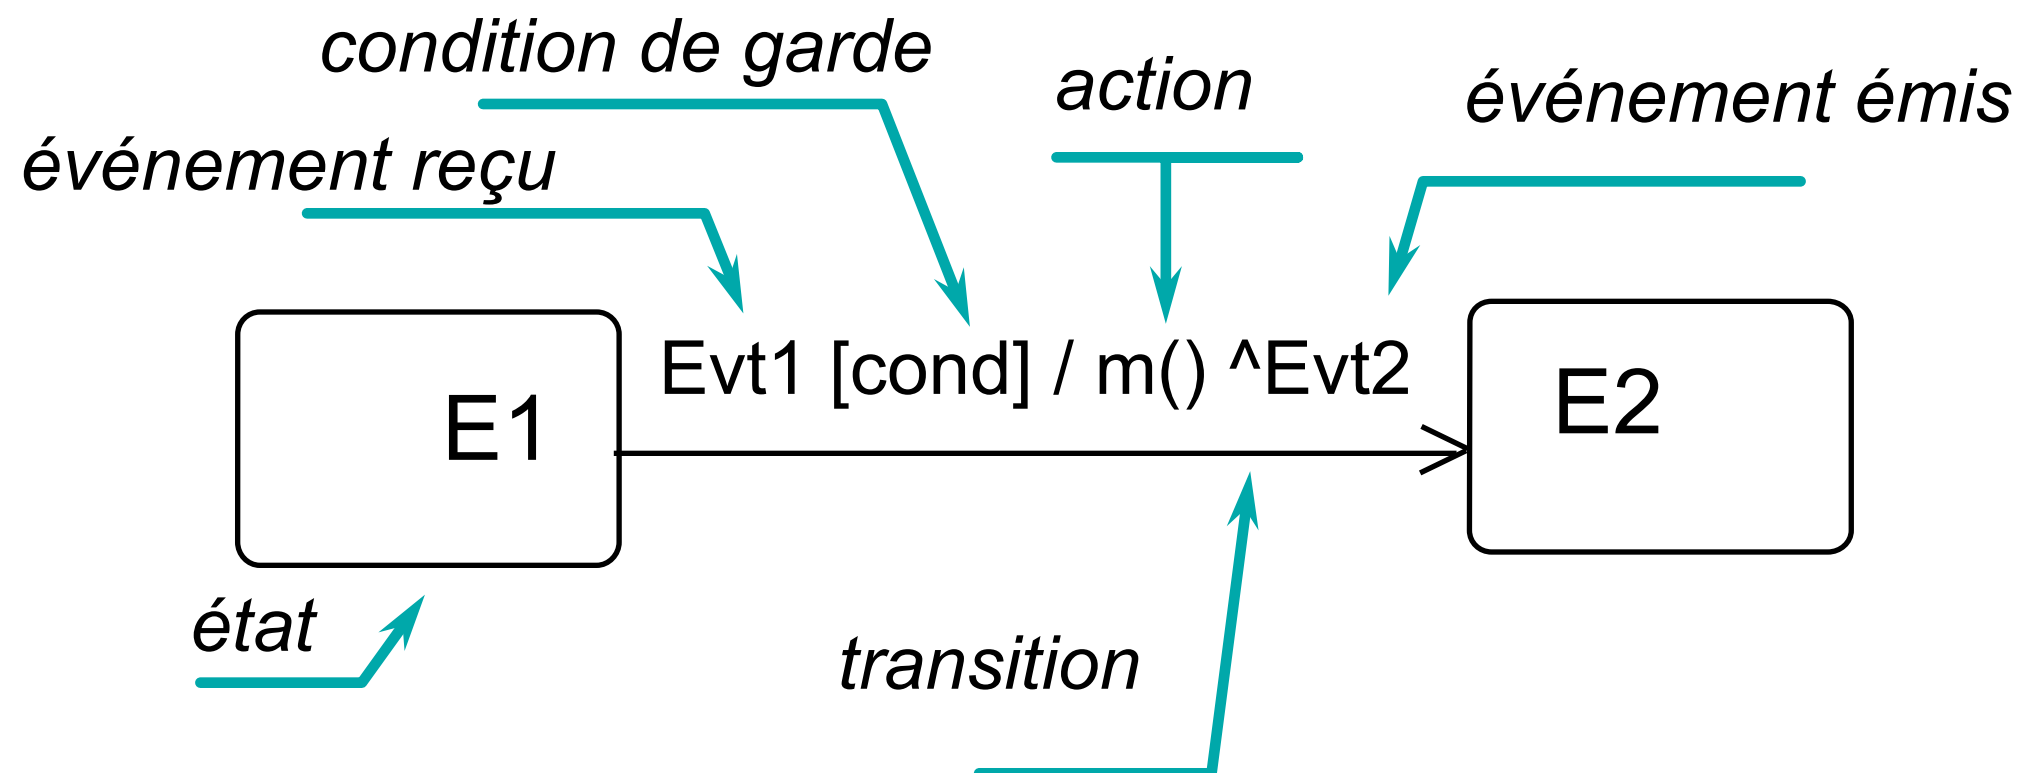 condition de garde
action
événement émis
événement reçu
Evt1 [cond] / m() ^Evt2
E1
E2
état
transition